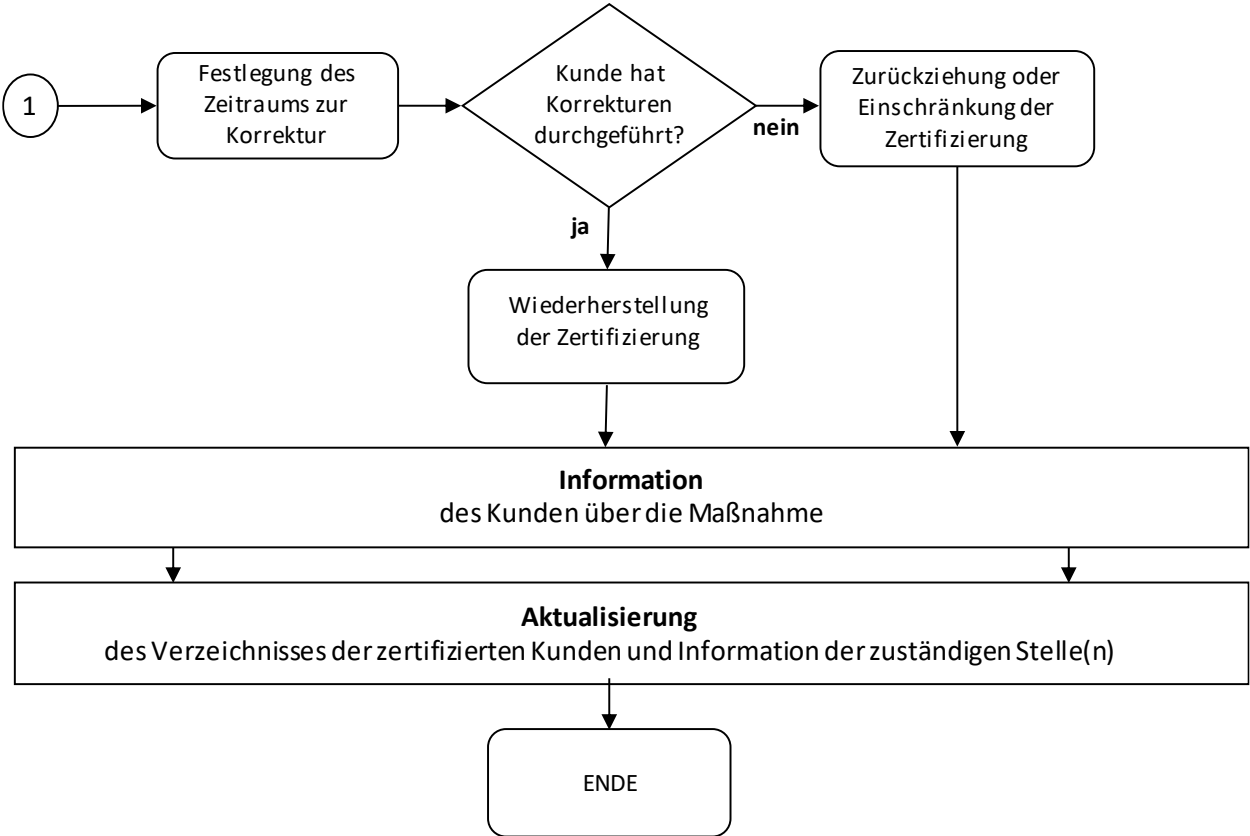 1
Festlegung des
Zeitraums zur
Korrektur
Kunde hat
Korrekturen
durchgeführt?
nein
Zurückziehung oder
Einschränkung der
Zertifizierung
ja
Wiederherstellung
der Zertifizierung
Information
des Kunden über die Maßnahme
Aktualisierung
des Verzeichnisses der zertifizierten Kunden und Information der zuständigen Stelle(n)
ENDE